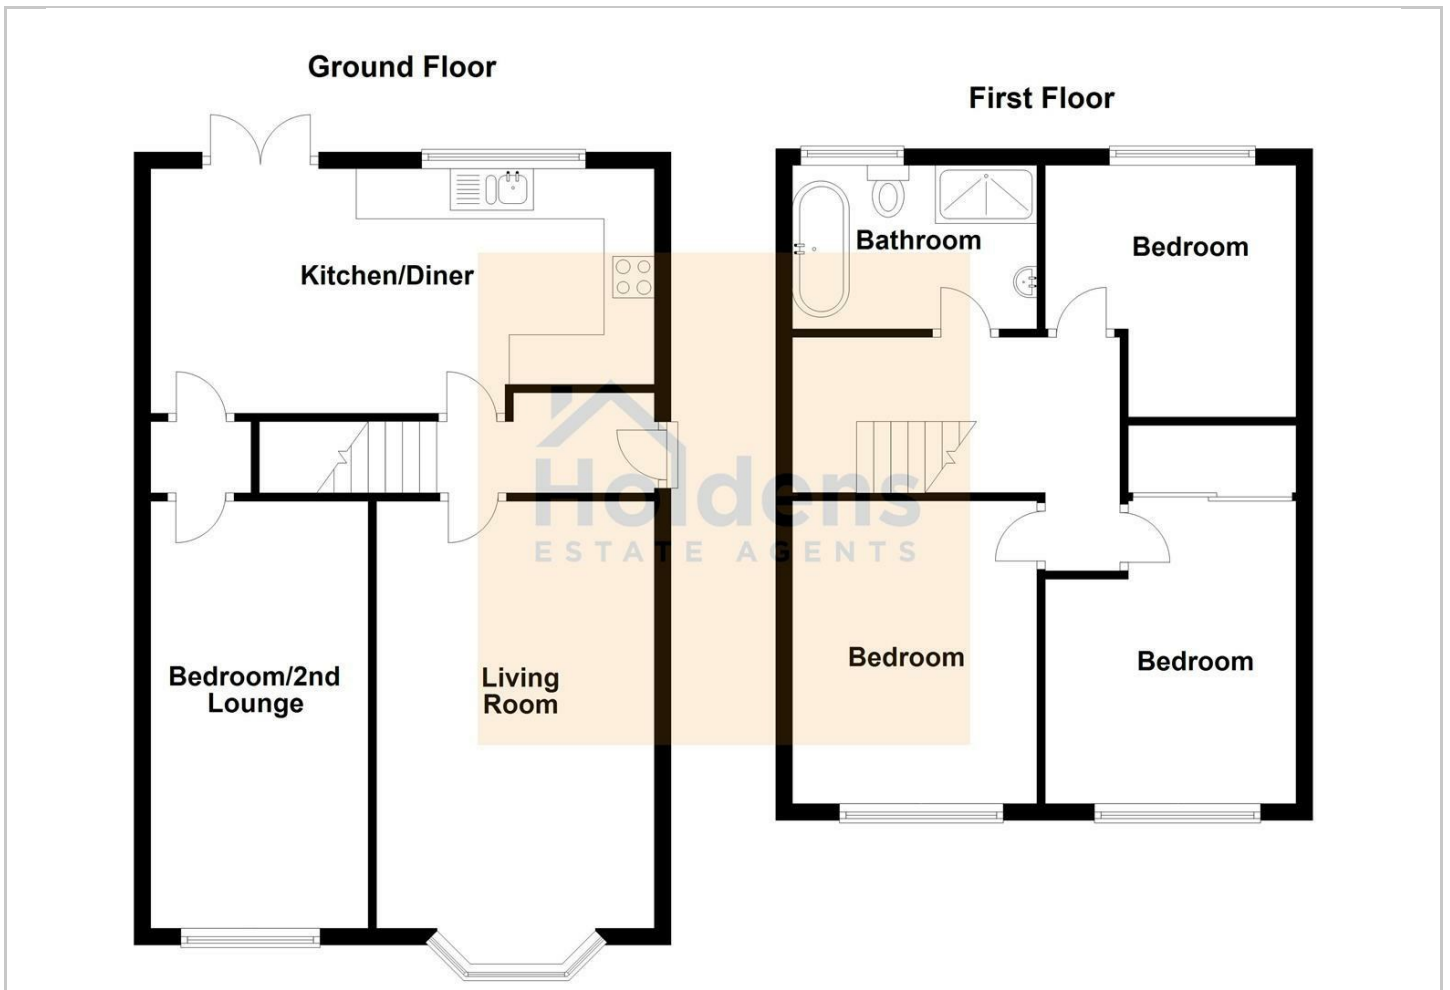 Ground Floor
First Floor
Kitchen/Diner
Bathroom
Bedroom
Holdens
ESTATE AGENTS
Bedroom/2nd
Lounge
Living
Room
Bedroom
Bedroom